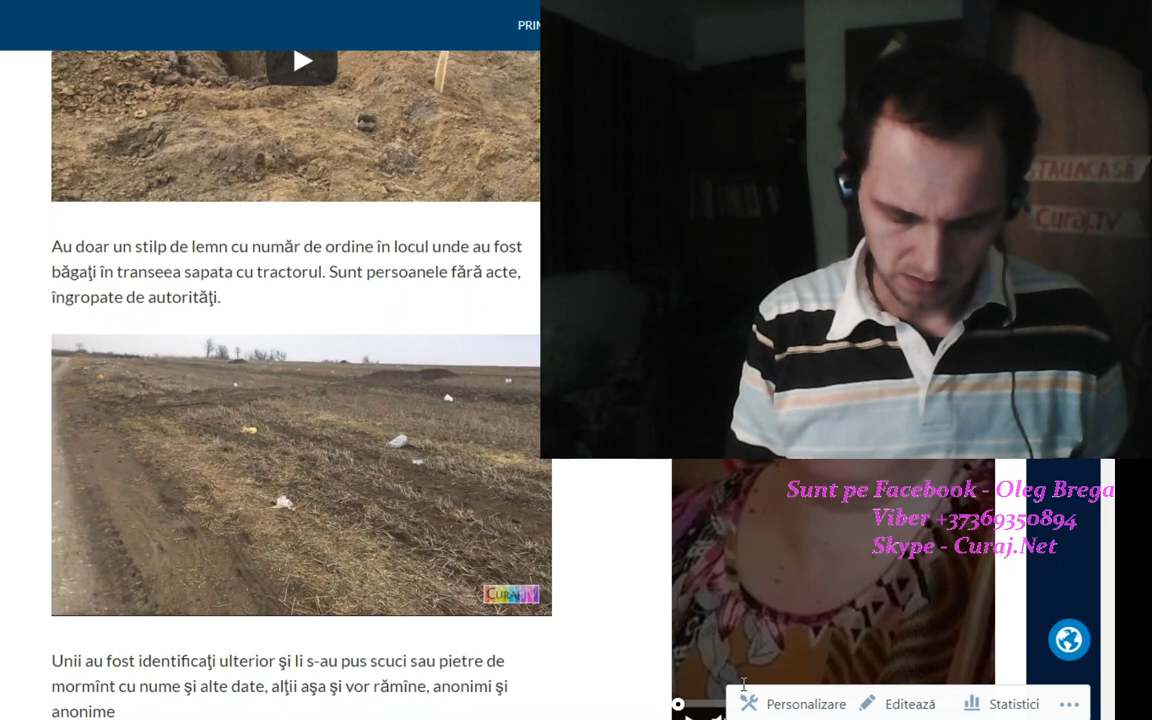 PRIN
Au doar un stîlp de lemn cu număr de ordine în locul unde au fost
băgaţi în transeea sapata cu tractorul. Sunt persoanele fără acte,
îngropate de autorităţi.
STAUACASĂ
Curaj.TV
Sunt pe Facebook - Oleg Brega
Viber +37369350894
Skype - Curaj.Net
CURAJ.TV
Unii au fost identificaţi ulterior şi li s-au pus scuci sau pietre de
mormînt cu nume şi alte date, alţii aşa şi vor rămîne, anonimi şi
anonime
Personalizare Editează Statistici